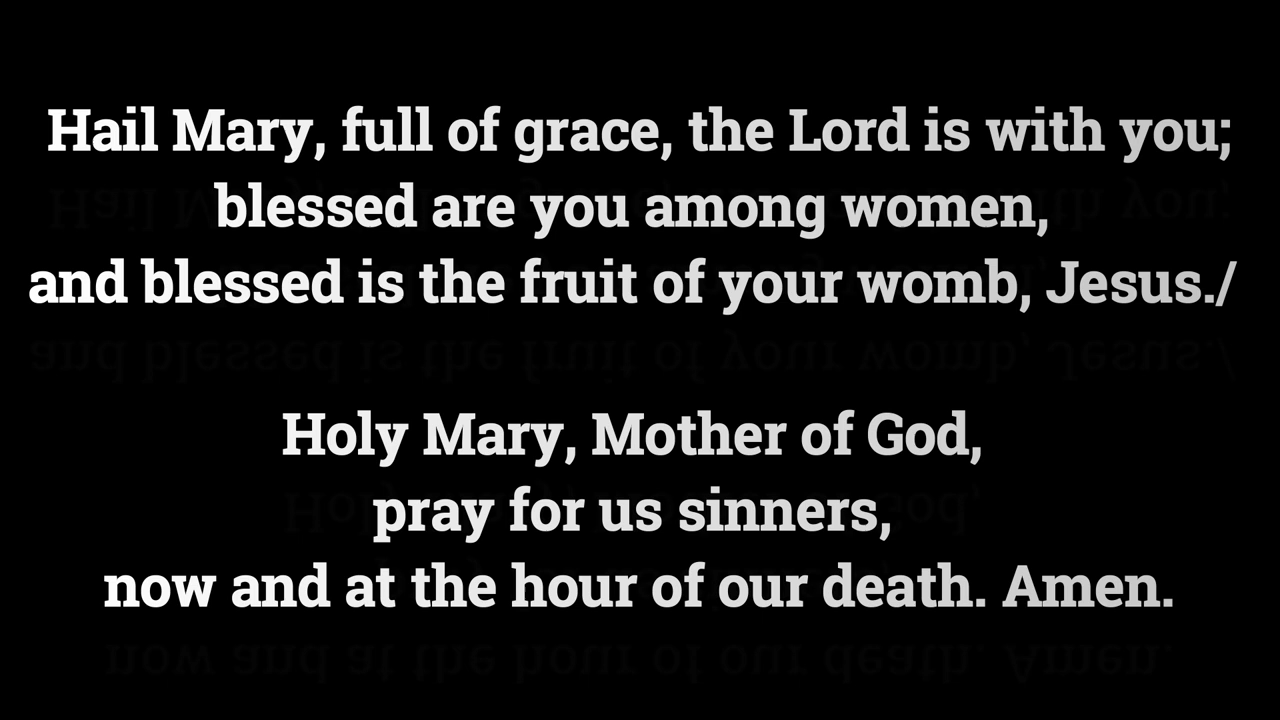 Hail Mary, full of grace, the Lord is with you;
blessed are you among women,
and blessed is the fruit of your womb, Jesus./
Holy Mary, Mother of God,
pray for us sinners,
now and at the hour of our death. Amen.